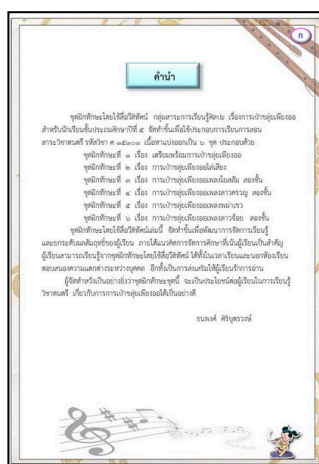 ก
คำนำ
ชุดฝึกทักษะโดยใช้สื่อวีดิทัศน์ กลุ่มสาระการเรียนรู้ศิลปะ เรื่องการเป่าขลุ่ยเพียงออ
สำหรับนักเรียนชั้นประถมศึกษาปีที่ ๕ จัดทำขึ้นเพื่อใช้ประกอบการเรียนการสอน
สาระวิชาดนตรี รหัสวิชา ศ ๑๕๑๐๑ เนื้อหาแบ่งออกเป็น ๖ ชุด ประกอบด้วย
ชุดฝึกทักษะที่ ๑ เรื่อง เตรียมพร้อมการเป่าขลุ่ยเพียงออ
ชุดฝึกทักษะที่ ๒ เรื่อง การเป่าขลุ่ยเพียงออไล่เสียง
ชุดฝึกทักษะที่ ๓ เรื่อง การเป่าขลุ่ยเพียงออเพลงโยสลัม สองชั้น
ชุดฝึกทักษะที่ ๔ เรื่อง การเป่าขลุ่ยเพียงออเพลงลาวครวญ สองชั้น
ชุดฝึกทักษะที่ ๕ เรื่อง การเป่าขลุ่ยเพียงออเพลงพม่าเขว
ชุดฝึกทักษะที่ ๖ เรื่อง การเป่าขลุ่ยเพียงออเพลงลาวจ้อย สองชั้น
ชุดฝึกทักษะโดยใช้สื่อวีดิทัศน์เล่มนี้ จัดทำขึ้นเพื่อพัฒนาการจัดการเรียนรู้
และยกระดับผลสัมฤทธิ์ของผู้เรียน ภายใต้แนวคิดการจัดการศึกษาที่เน้นผู้เรียนเป็นสำคัญ
ผู้เรียนสามารถเรียนรู้จากชุดฝึกทักษะโดยใช้สื่อวีดิทัศน์ ได้ทั้งในเวลาเรียนและนอกห้องเรียน
ตอบสนองความแตกต่างระหว่างบุคคล อีกทั้งเป็นการส่งเสริมให้ผู้เรียนรักการอ่าน
ผู้จัดทำหวังเป็นอย่างยิ่งว่าชุดฝึกทักษะชุดนี้ จะเป็นประโยชน์ต่อผู้เรียนในการเรียนรู้
วิชาดนตรี เกี่ยวกับการการเป่าขลุ่ยเพียงออได้เป็นอย่างดี
ธนพงศ์ ศิริบุตรวงษ์